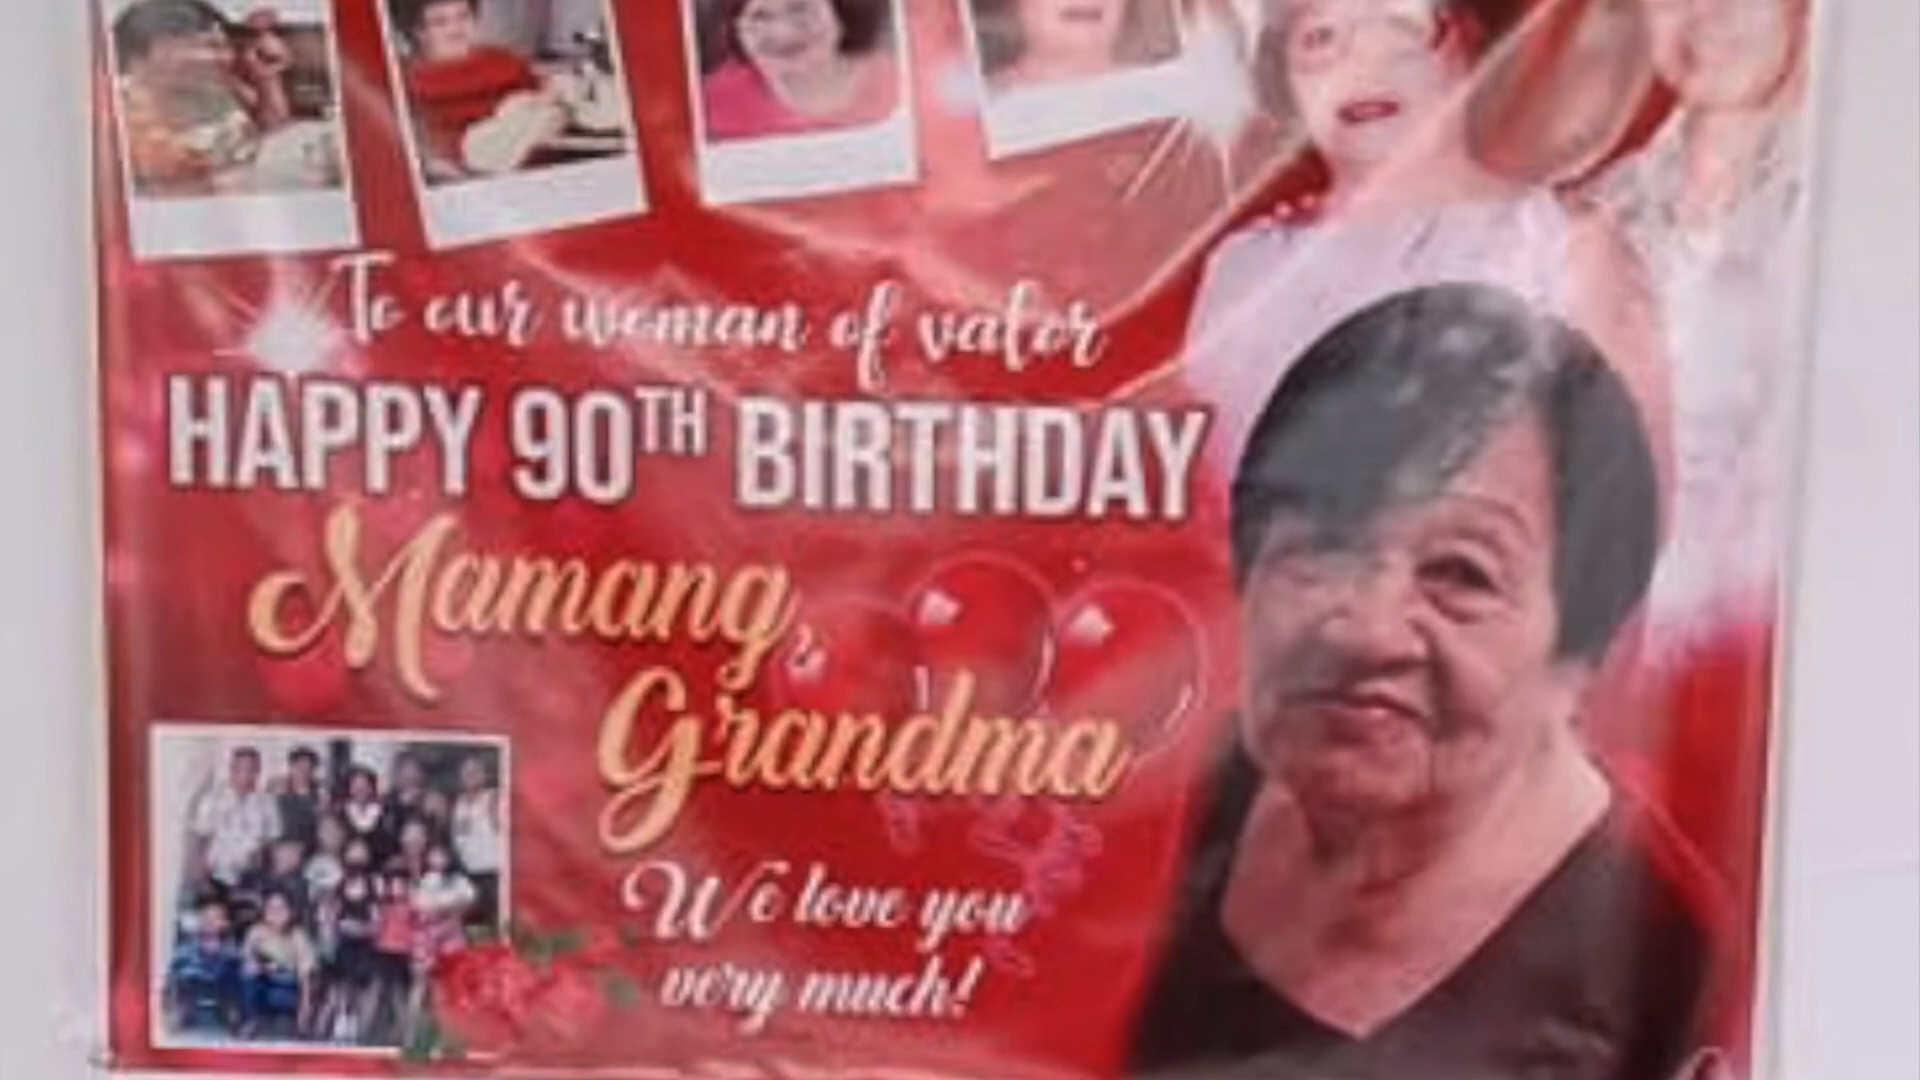 To our woman of valor
HAPPY 90TH BIRTHDAY
Mamang,
Grandma
We love you
very much!